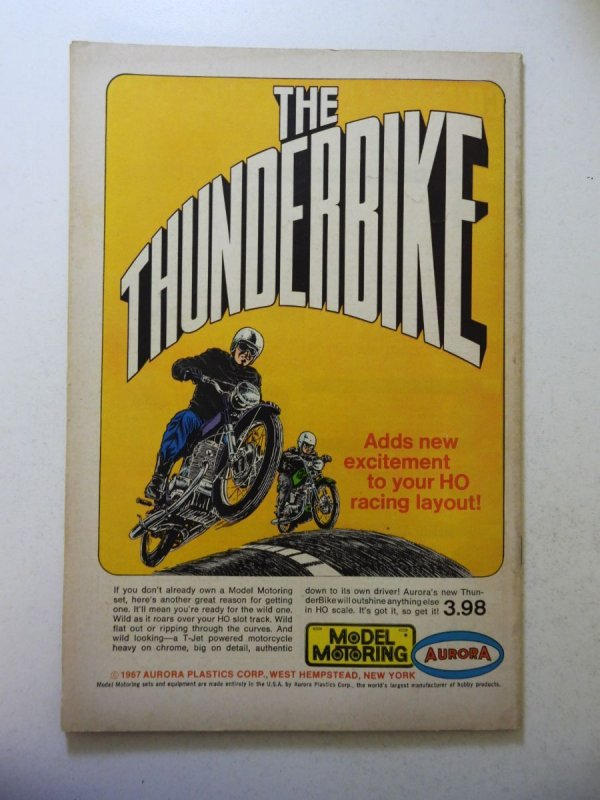 THE
THUNDERBIKE
Adds new
excitement
to your HO
racing layout!
If you don't already own a Model Motoring
set, here's another great reason for getting
one. It'll mean you're ready for the wild one.
Wild as it roars over your HO slot track. Wild
flat out or ripping through the curves. And
wild looking—a T-Jet powered motorcycle
heavy on chrome, big on detail, authentic
down to its own driver! Aurora's new Thun-
derBike will outshine anything else
in HO scale. It's got it, so get it! 3.98
MODEL
MOTORING
AURORA
© 1967 AURORA PLASTICS CORP., WEST HEMPSTEAD, NEW YORK
Model Motoring sets and equipment are made entirely in the U.S.A. by Aurora Plastics Corp., the world's largest manufacturer of hobby products.